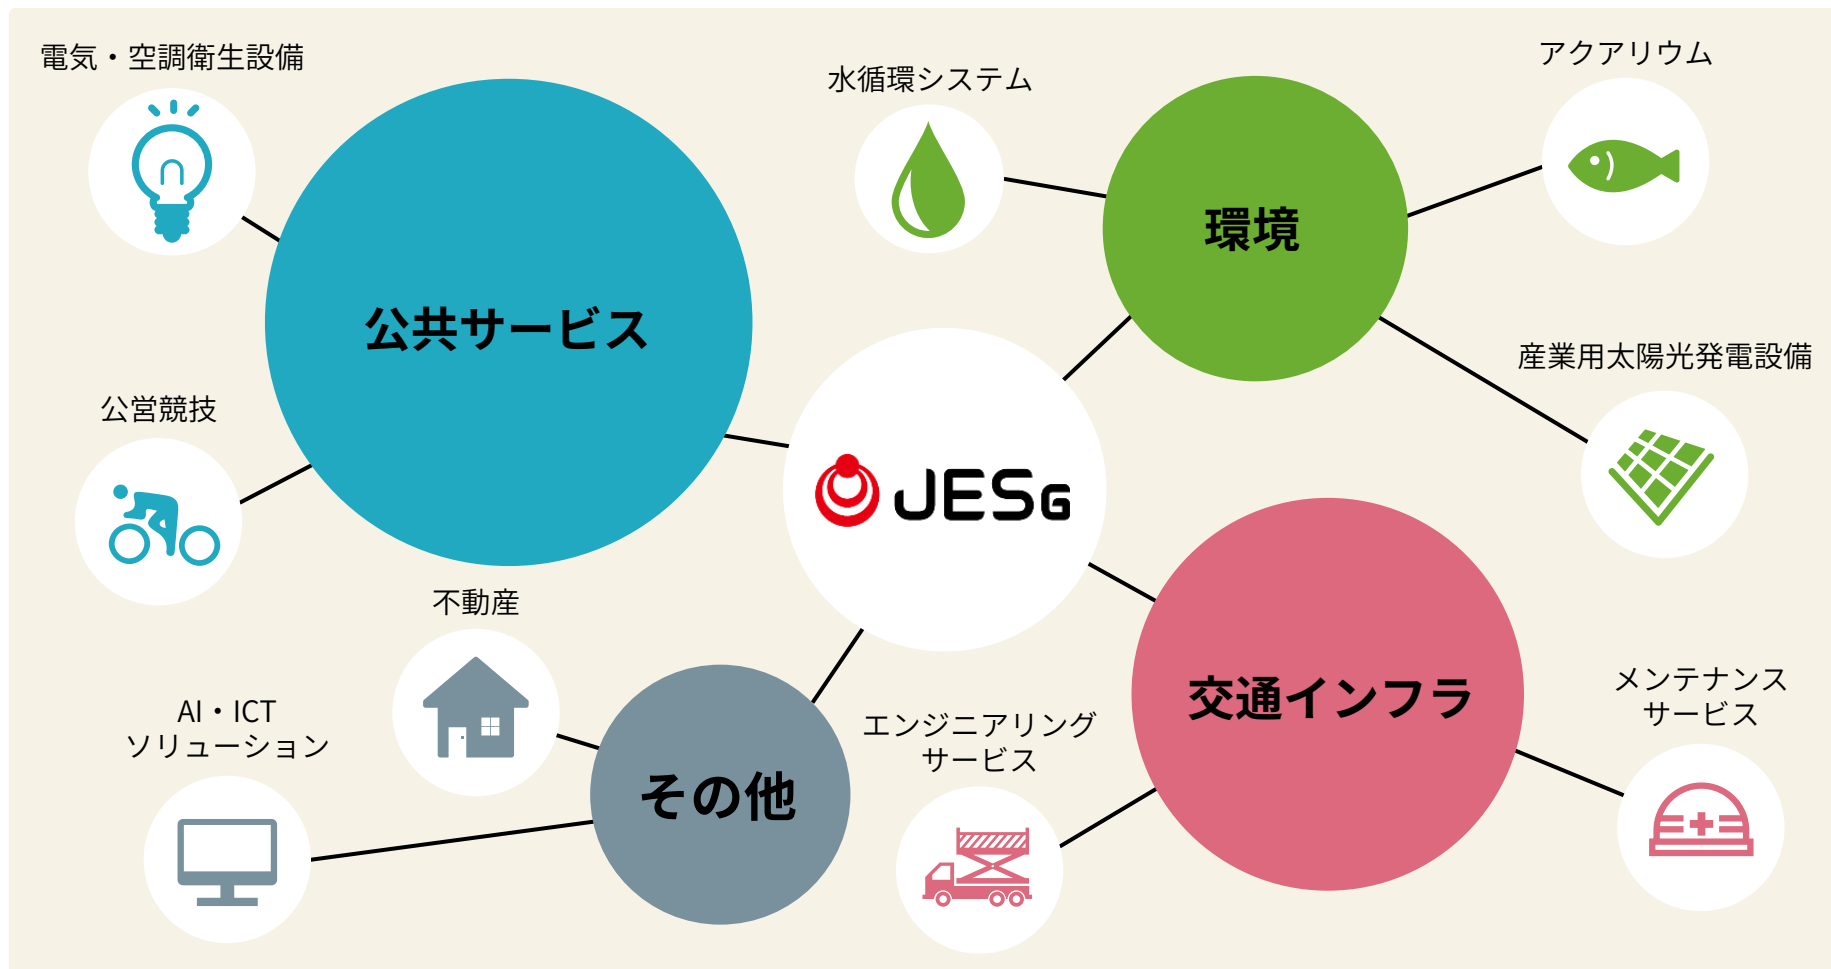 電気・空調衛生設備
水循環システム
アクアリウム
環境
公共サービス
産業用太陽光発電設備
公営競技
JESG
不動産
交通インフラ
メンテナンス
サービス
AI・ICT
ソリューション
エンジニアリング
サービス
その他